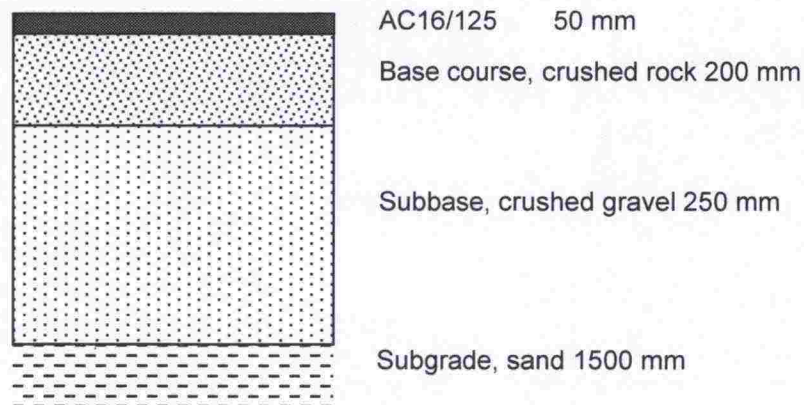 AC16/125 50 mm
Base course, crushed rock 200 mm
Subbase, crushed gravel 250 mm
Subgrade, sand 1500 mm